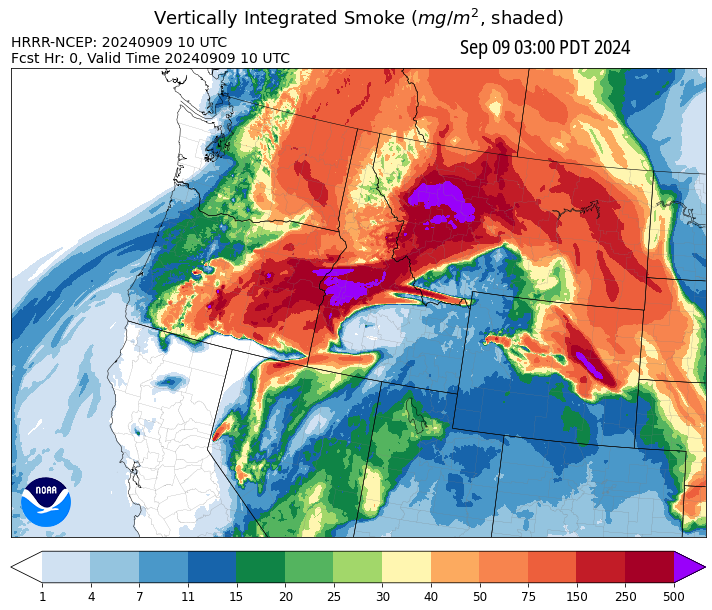 Vertically Integrated Smoke (mg/m², shaded)
HRRR-NCEP: 20240909 10 UTC
Fcst Hr: 0, Valid Time 20240909 10 UTC
Sep 09 03:00 PDT 2024
NOAA
1 4 7 11 15 20 25 30 40 50 75 150 250 500